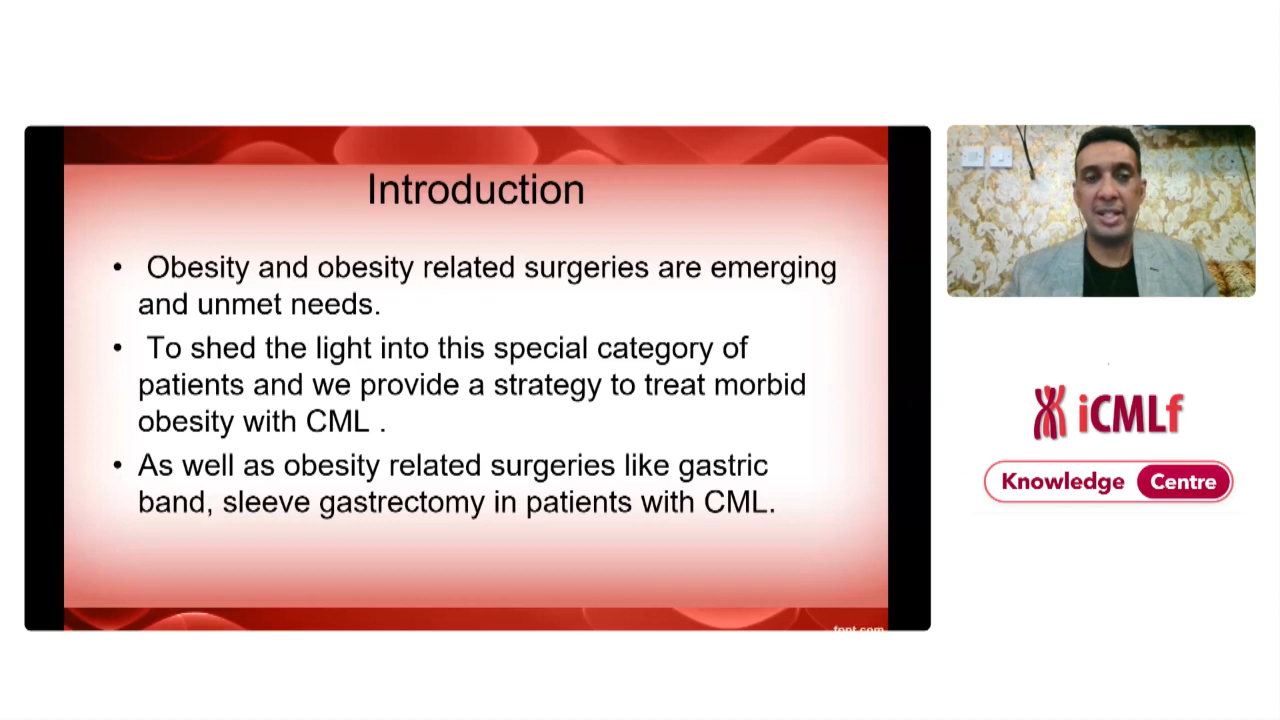 Introduction
• Obesity and obesity related surgeries are emerging
and unmet needs.
• To shed the light into this special category of
patients and we provide a strategy to treat morbid
obesity with CML .
• As well as obesity related surgeries like gastric
band, sleeve gastrectomy in patients with CML.
fppt.com
iCMLf
Knowledge Centre